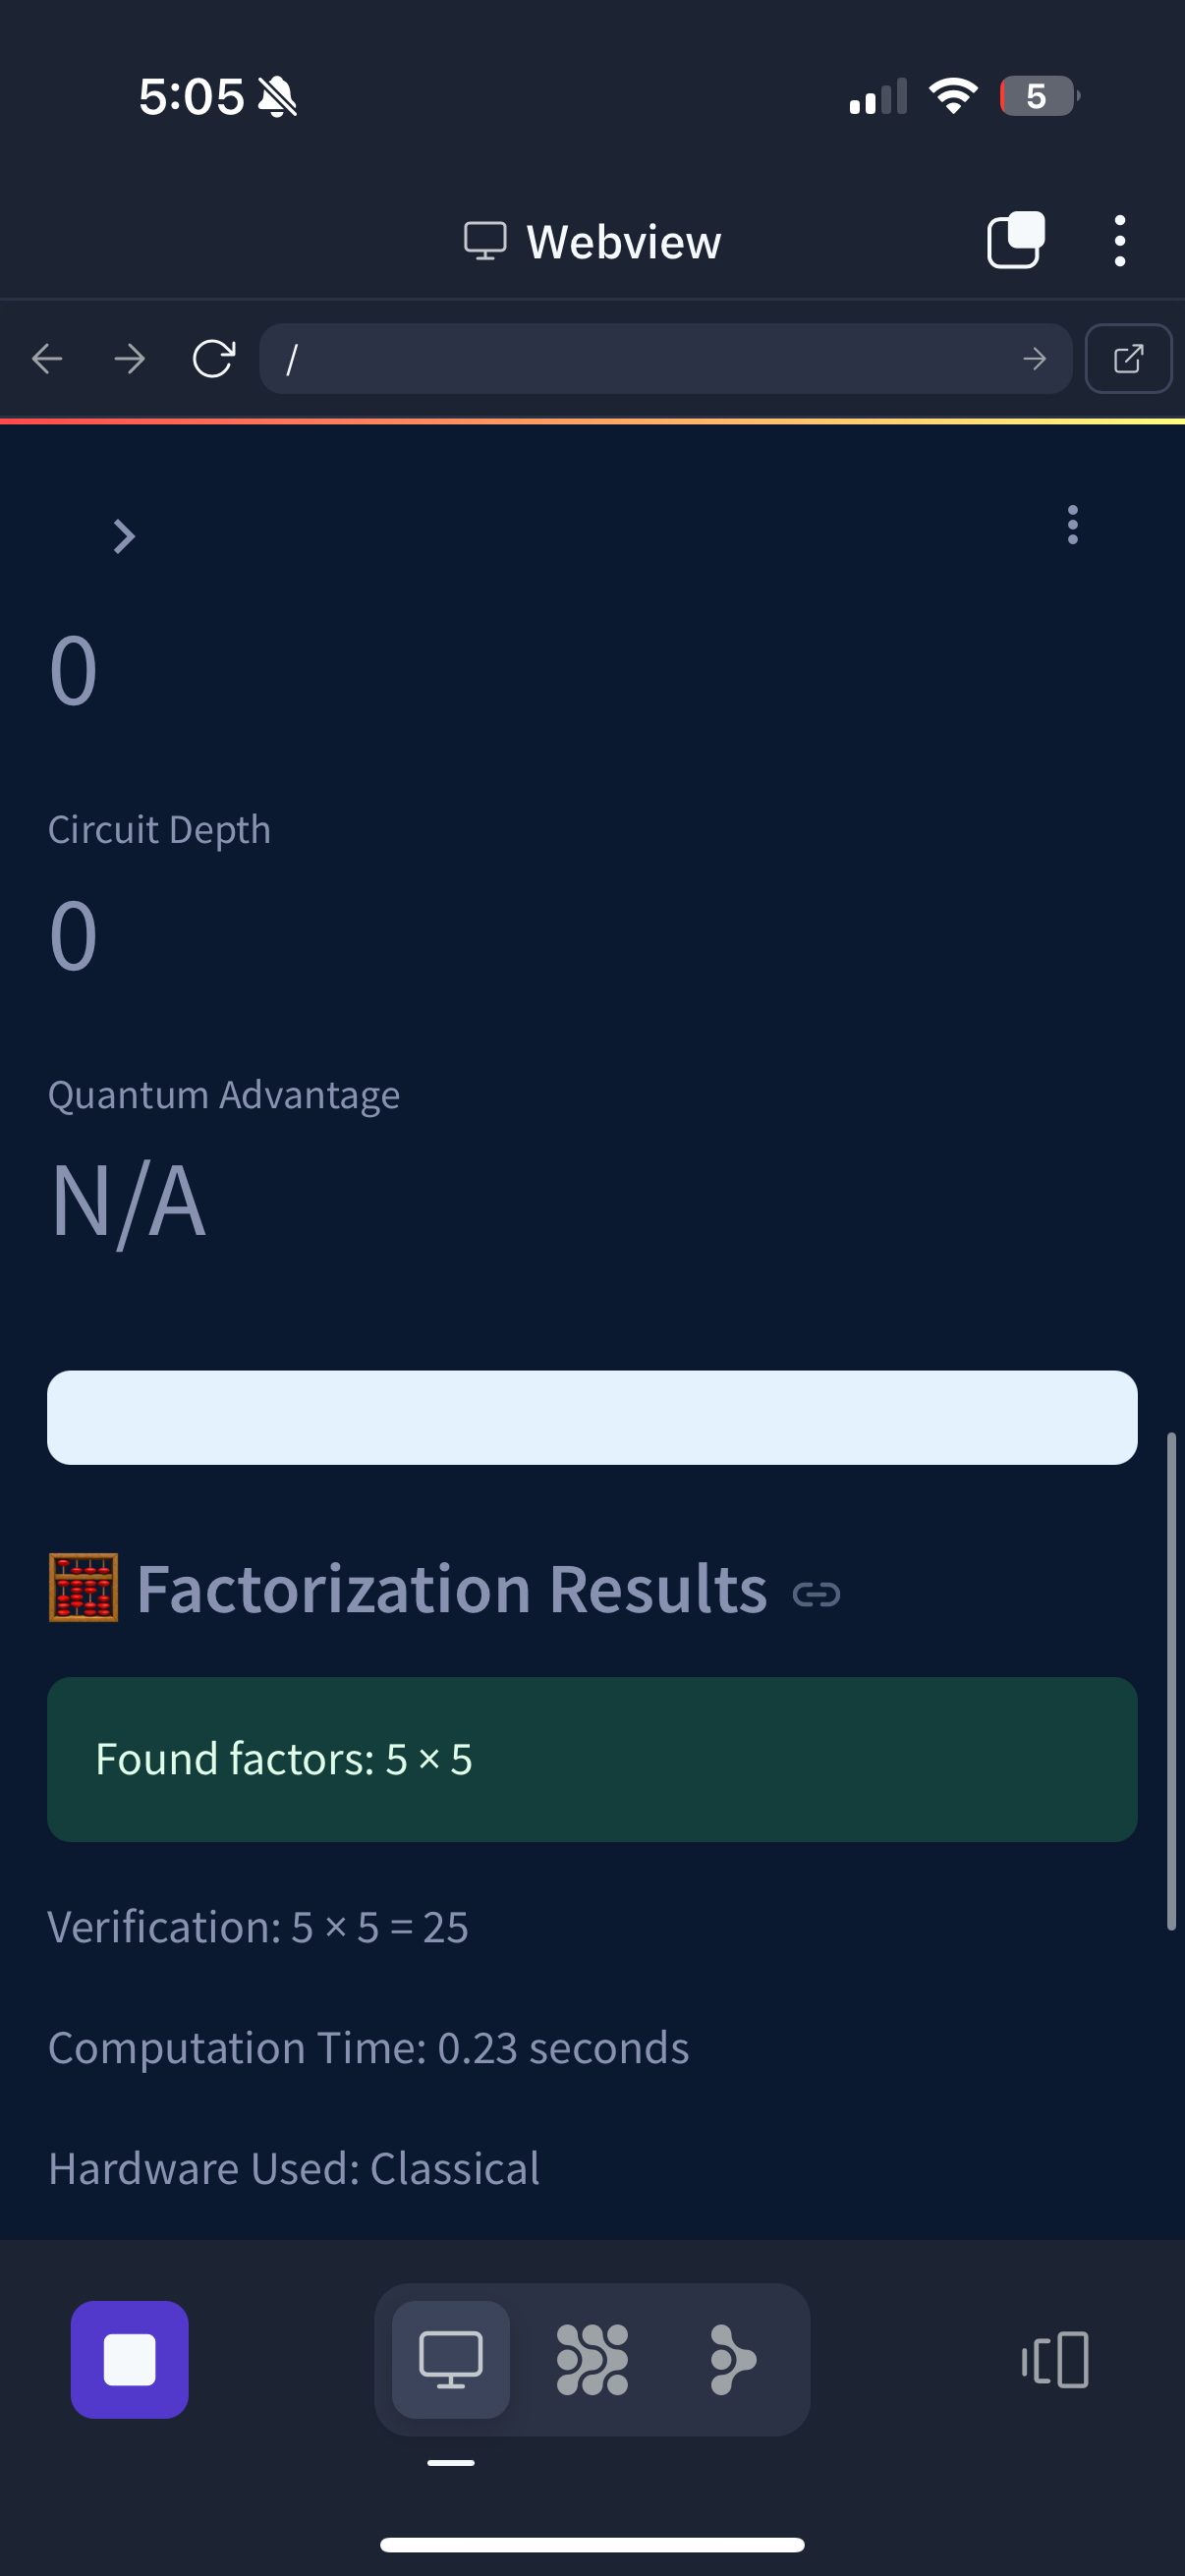 5:05
5
Webview
/
0
Circuit Depth
0
Quantum Advantage
N/A
Factorization Results
Found factors: 5 × 5
Verification: 5 × 5 = 25
Computation Time: 0.23 seconds
Hardware Used: Classical